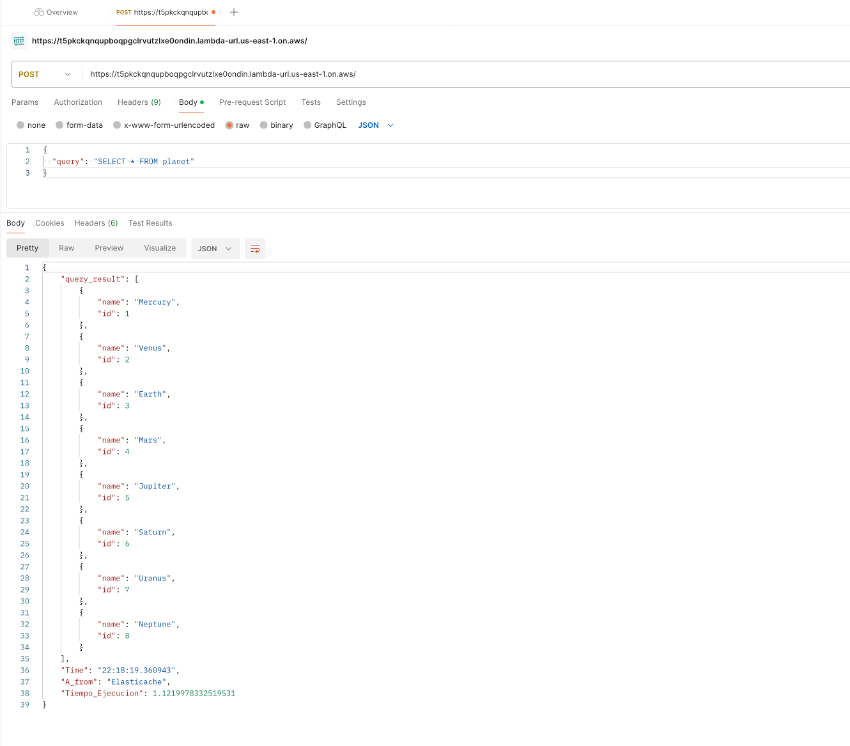 Overview
POST https://t5pkckqnqupbo
https://t5pkckqnqupboqpgclrvutzlxe0ondin.lambda-url.us-east-1.on.aws/
POST https://t5pkckqnqupboqpgclrvutzlxe0ondin.lambda-url.us-east-1.on.aws/
Params Authorization Headers (9) Body Pre-request Script Tests Settings
none form-data x-www-form-urlencoded raw binary GraphQL JSON
1 {
2 "query": "SELECT * FROM planet"
3 }
Body Cookies Headers (6) Test Results
Pretty Raw Preview Visualize JSON
1 {
2 "query_result": [
3 {
4 "name": "Mercury",
5 "id": 1
6 },
7 {
8 "name": "Venus",
9 "id": 2
10 },
11 {
12 "name": "Earth",
13 "id": 3
14 },
15 {
16 "name": "Mars",
17 "id": 4
18 },
19 {
20 "name": "Jupiter",
21 "id": 5
22 },
23 {
24 "name": "Saturn",
25 "id": 6
26 },
27 {
28 "name": "Uranus",
29 "id": 7
30 },
31 {
32 "name": "Neptune",
33 "id": 8
34 }
35 ],
36 "Time": "22:18:19.360943",
37 "A_from": "Elasticache",
38 "Tiempo_Ejecucion": 1.1219978332519531
39 }